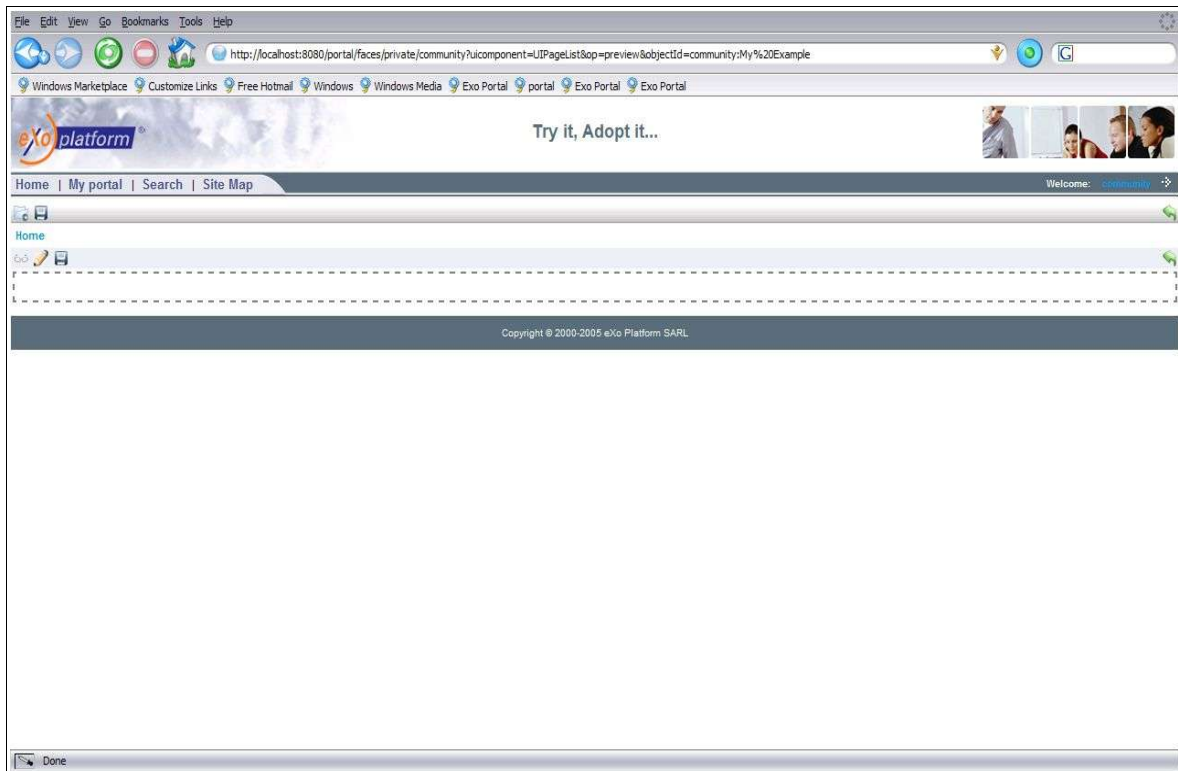 File Edit View Go Bookmarks Tools Help
http://localhost:8080/portal/faces/private/community?uicomponent=UIPageList&op=preview&objectId=community:My%20Example
G
Windows Marketplace Customize Links Free Hotmail Windows Windows Media Exo Portal portal Exo Portal Exo Portal
eXo platform ®
Try it, Adopt it...
Home | My portal | Search | Site Map
Welcome: community
Home
Copyright © 2000-2005 eXo Platform SARL
Done